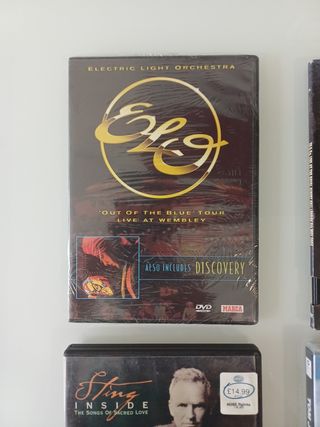 ELECTRIC LIGHT ORCHESTRA
ELO
'OUT OF THE BLUE' TOUR
LIVE AT WEMBLEY
ALSO INCLUDES 'DISCOVERY'
DVD
MARCA
Sting
INSIDE
THE SONGS OF SACRED LOVE
£14.99